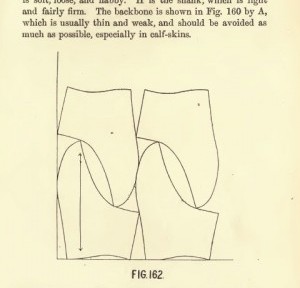 is soft, loose, and flabby. H is the shank, which is light
and fairly firm. The backbone is shown in Fig. 160 by A,
which is usually thin and weak, and should be avoided as
much as possible, especially in calf-skins.
FIG.162.